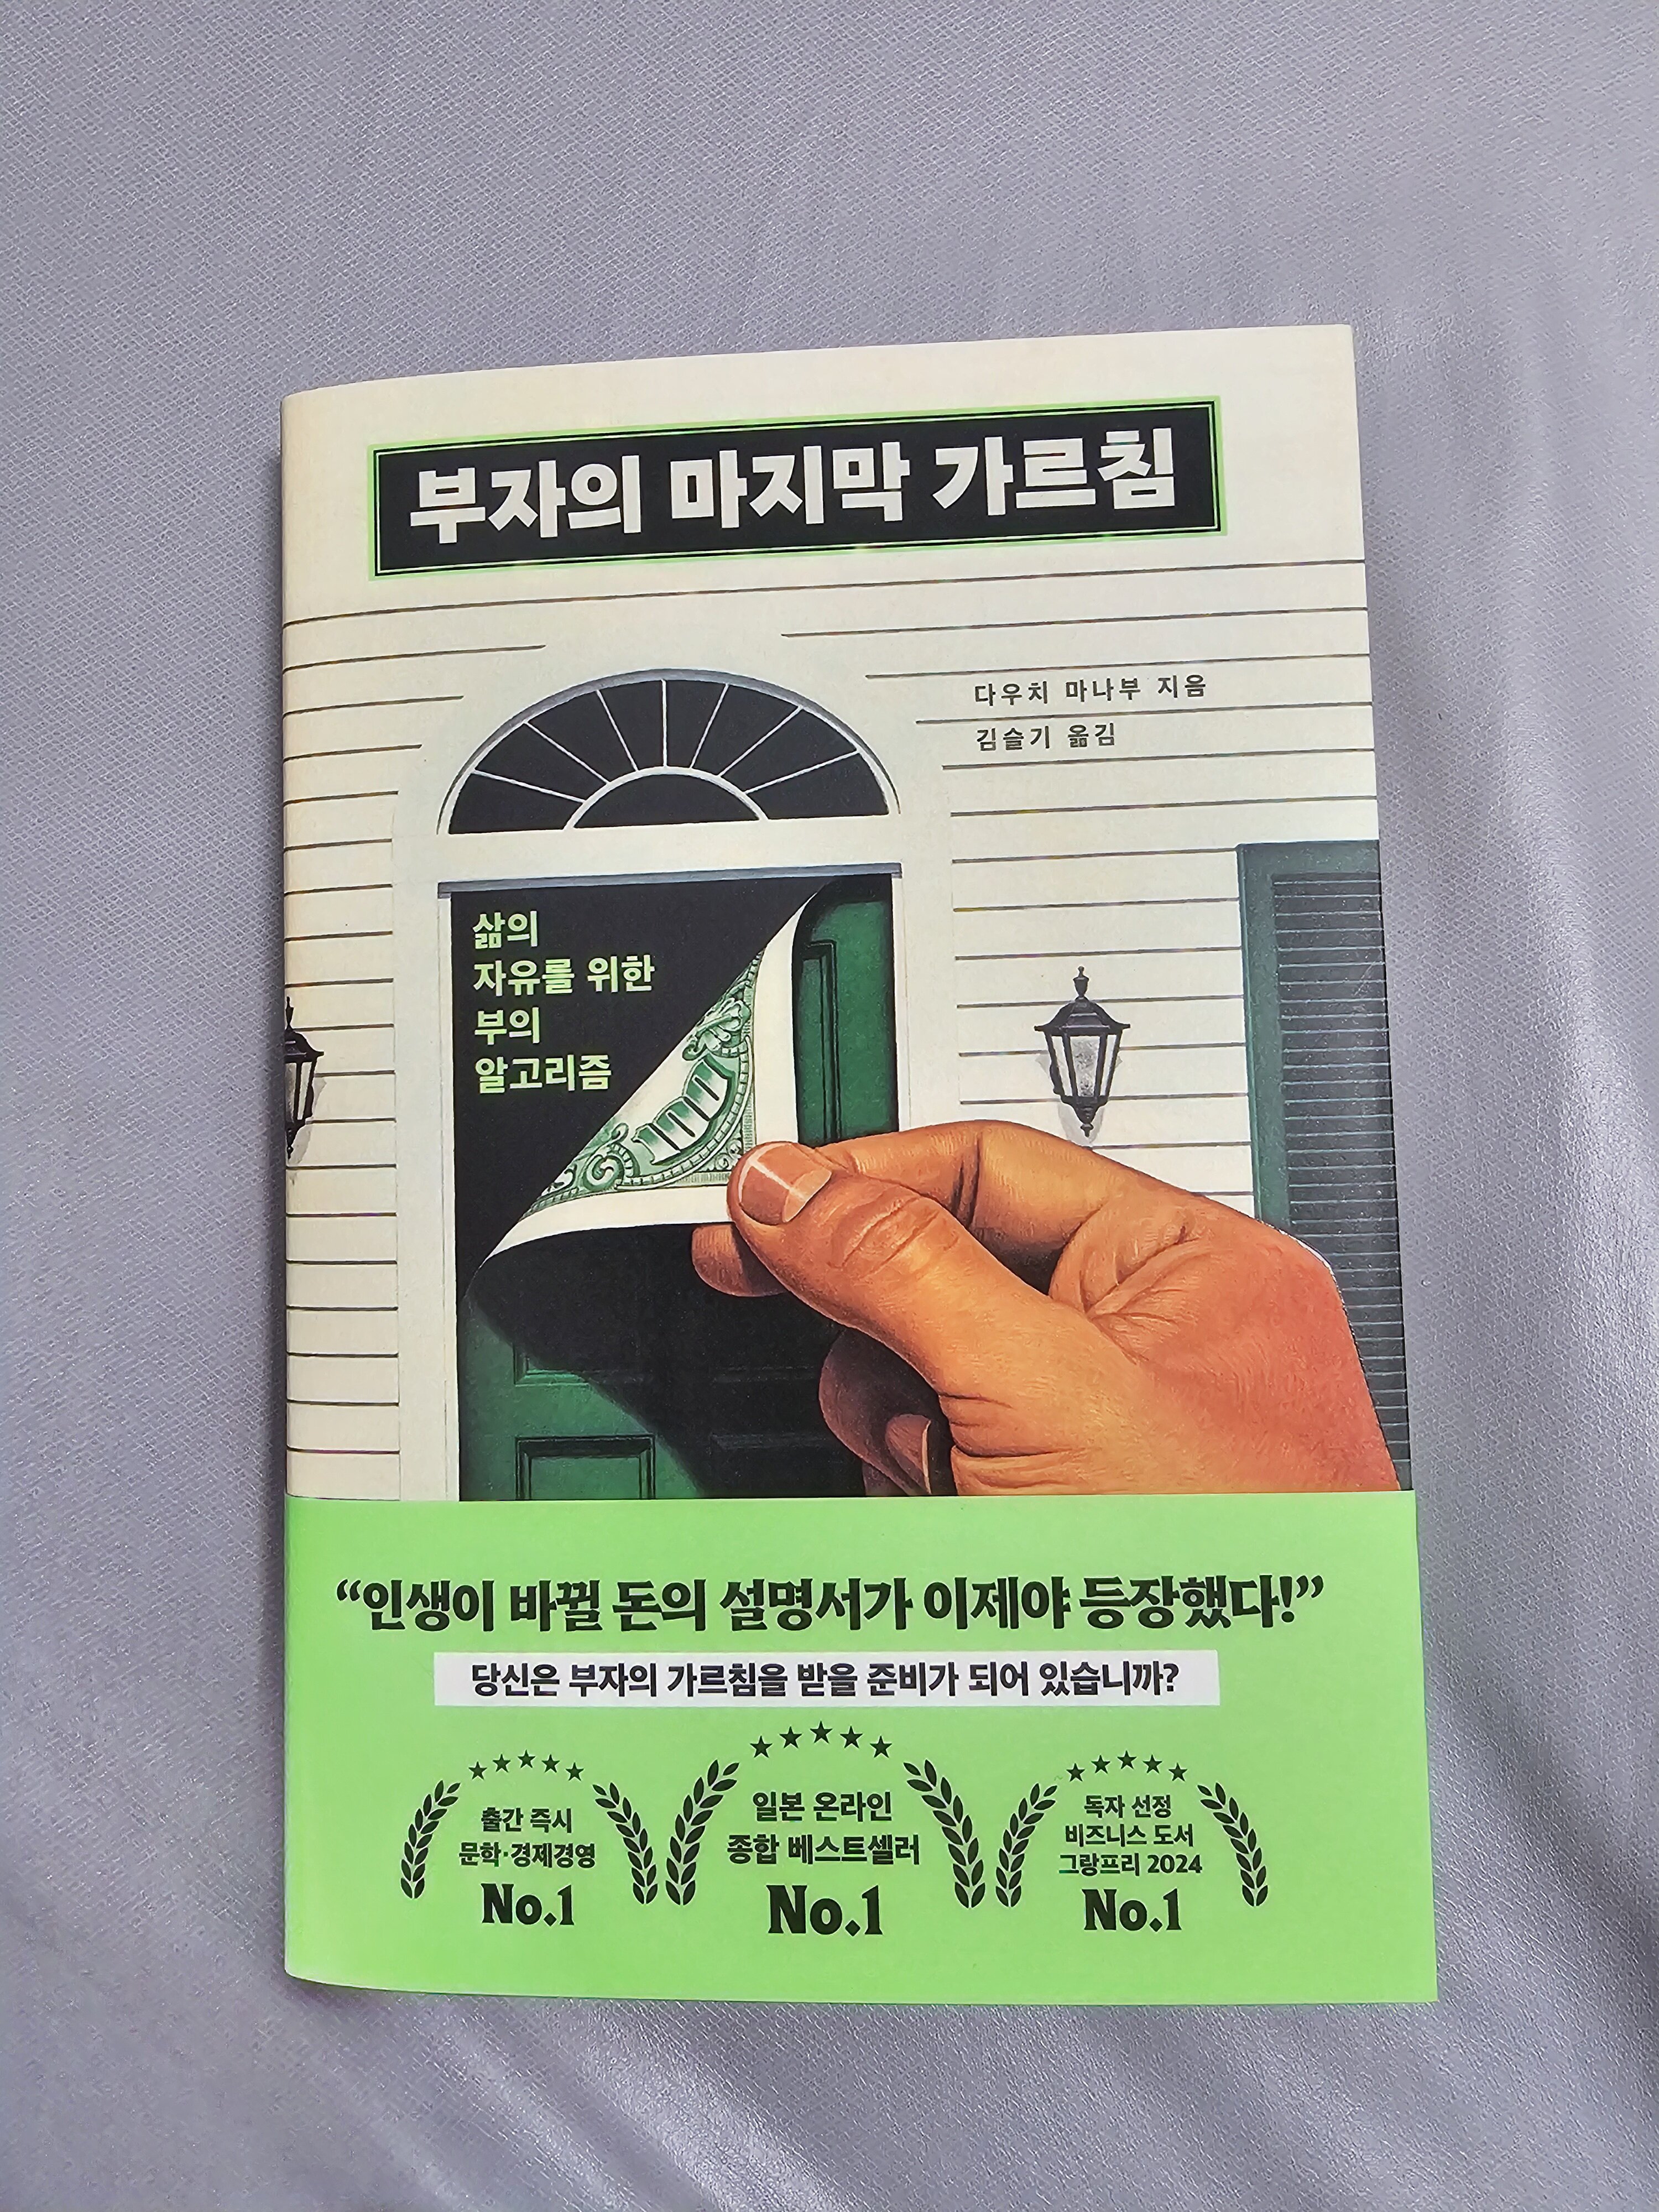 부자의 마지막 가르침
다우치 마나부 지음
김슬기 옮김
삶의
자유를 위한
부의
알고리즘
100
“인생이 바뀔 돈의 설명서가 이제야 등장했다!”
당신은 부자의 가르침을 받을 준비가 되어 있습니까?
출간 즉시
문학·경제경영
No.1
일본 온라인
종합 베스트셀러
No.1
독자 선정
비즈니스 도서
그랑프리 2024
No.1